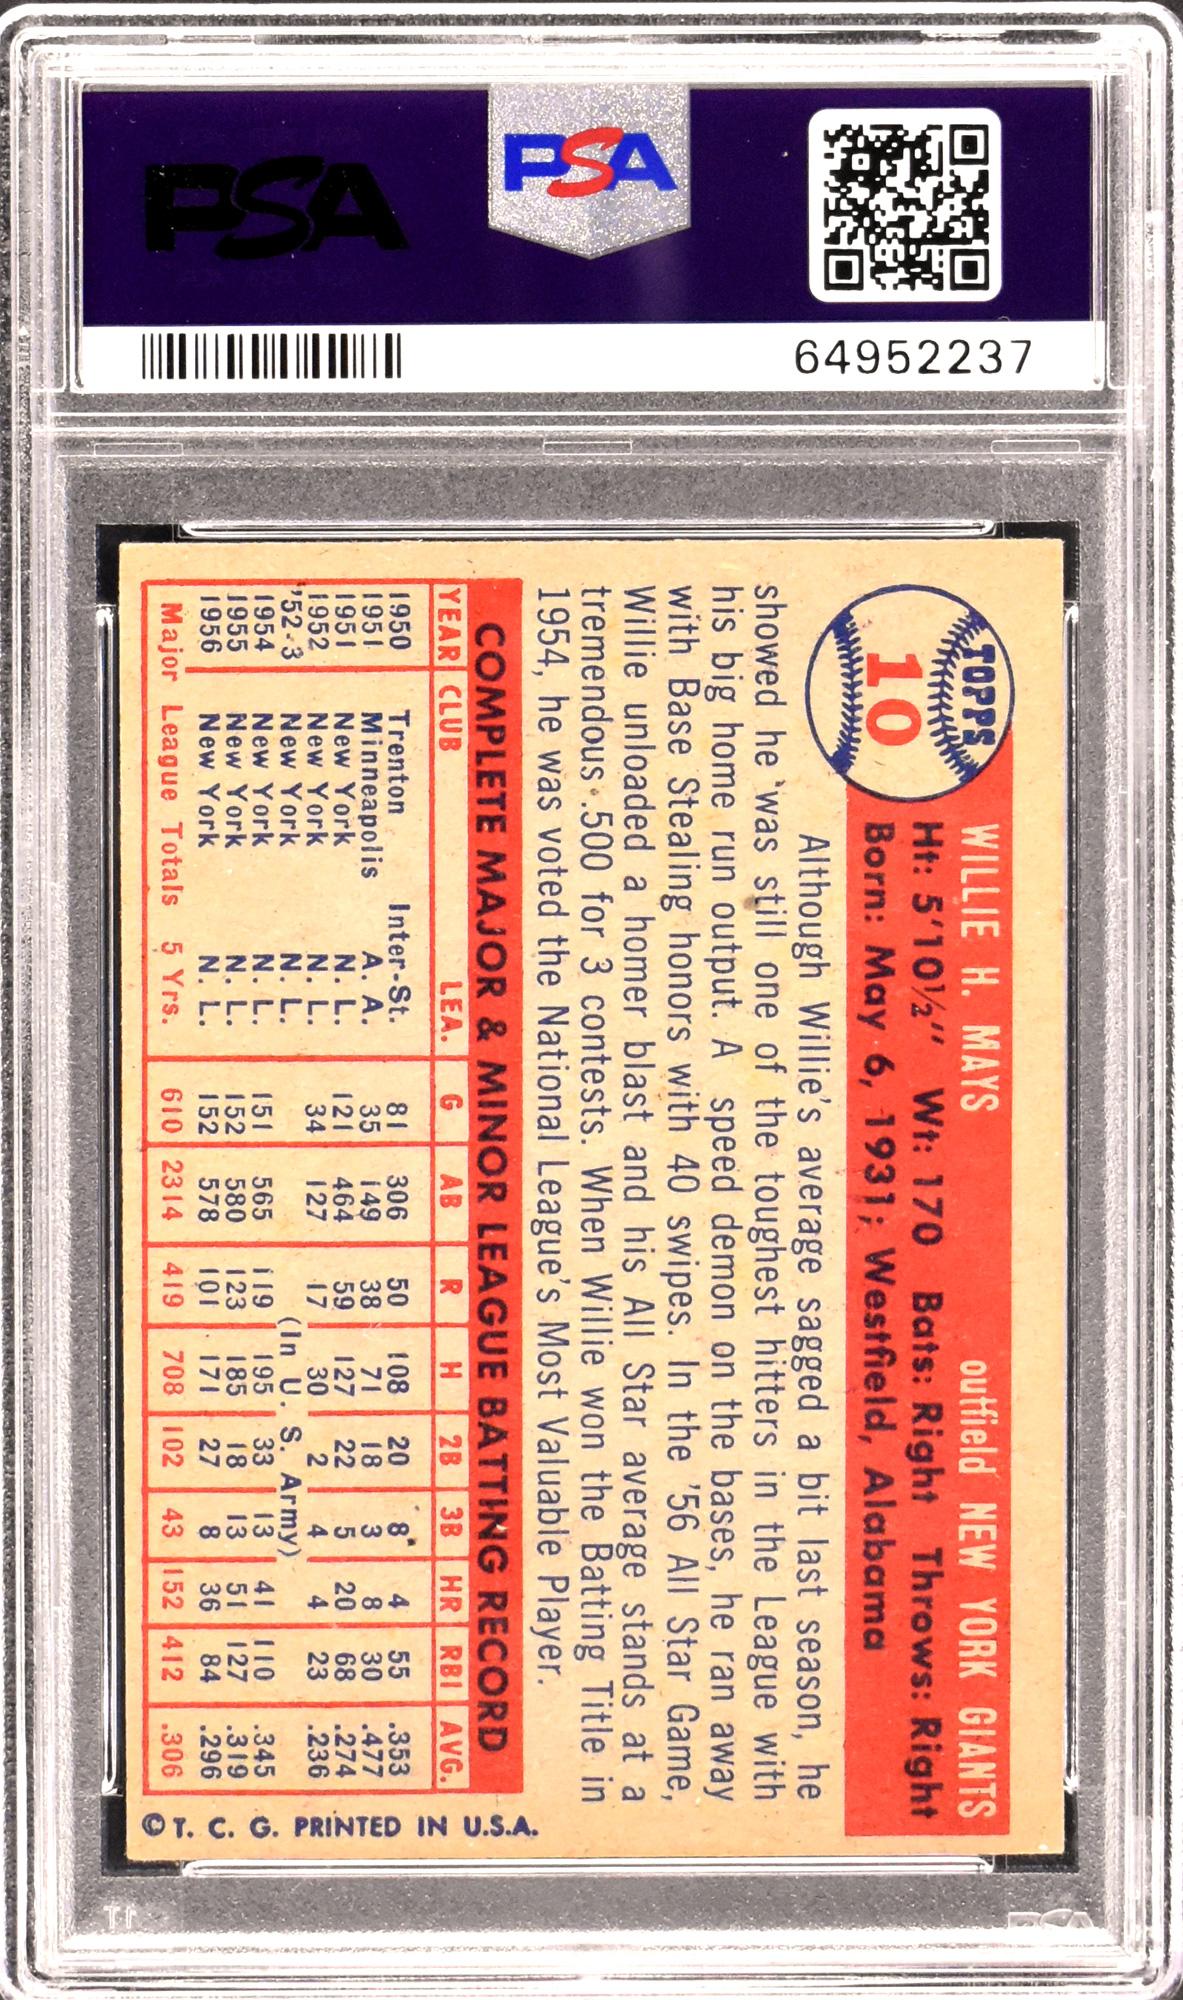 PSA
PSA
64952237
TOPPS
10
WILLIE H. MAYS outfield NEW YORK GIANTS
Ht: 5'10½" Wt: 170 Bats: Right Throws: Right
Born: May 6, 1931; Westfield, Alabama
Although Willie's average sagged a bit last season, he
showed he was still one of the toughest hitters in the League with
his big home run output. A speed demon on the bases, he ran away
with Base Stealing honors with 40 swipes. In the '56 All Star Game,
Willie unloaded a homer blast and his All Star average stands at a
tremendous .500 for 3 contests. When Willie won the Batting Title in
1954, he was voted the National League's Most Valuable Player.
COMPLETE MAJOR & MINOR LEAGUE BATTING RECORD
YEAR CLUB LEA. G AB R H 2B 3B HR RBI AVG.
1950 Trenton Inter-St. 81 306 50 108 20 8 4 55 .353
1951 Minneapolis A. A. 35 149 38 71 18 3 8 30 .477
1951 New York N. L. 121 464 59 127 22 5 20 68 .274
1952 New York N. L. 34 127 17 30 2 4 4 23 .236
'52-3 New York N. L. (In U. S. Army)
1954 New York N. L. 151 565 119 195 33 13 41 110 .345
1955 New York N. L. 152 580 123 185 18 13 51 127 .319
1956 New York N. L. 152 578 101 171 27 8 36 84 .296
Major League Totals 5 Yrs. 610 2314 419 708 102 43 152 412 .306
© T. C. G. PRINTED IN U.S.A.
PSA